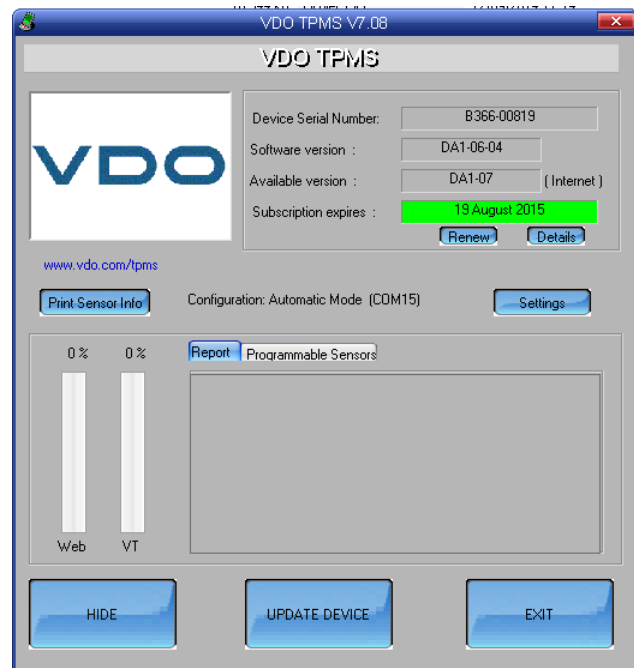 VDO TPMS V7.08
VDO TPMS
VDO
Device Serial Number: B366-00819
Software version : DA1-06-04
Available version : DA1-07 ( Internet )
Subscription expires : 19 August 2015
Renew Details
www.vdo.com/tpms
Print Sensor Info Configuration: Automatic Mode (COM15) Settings
0 % 0 % Report Programmable Sensors
Web VT
HIDE UPDATE DEVICE EXIT